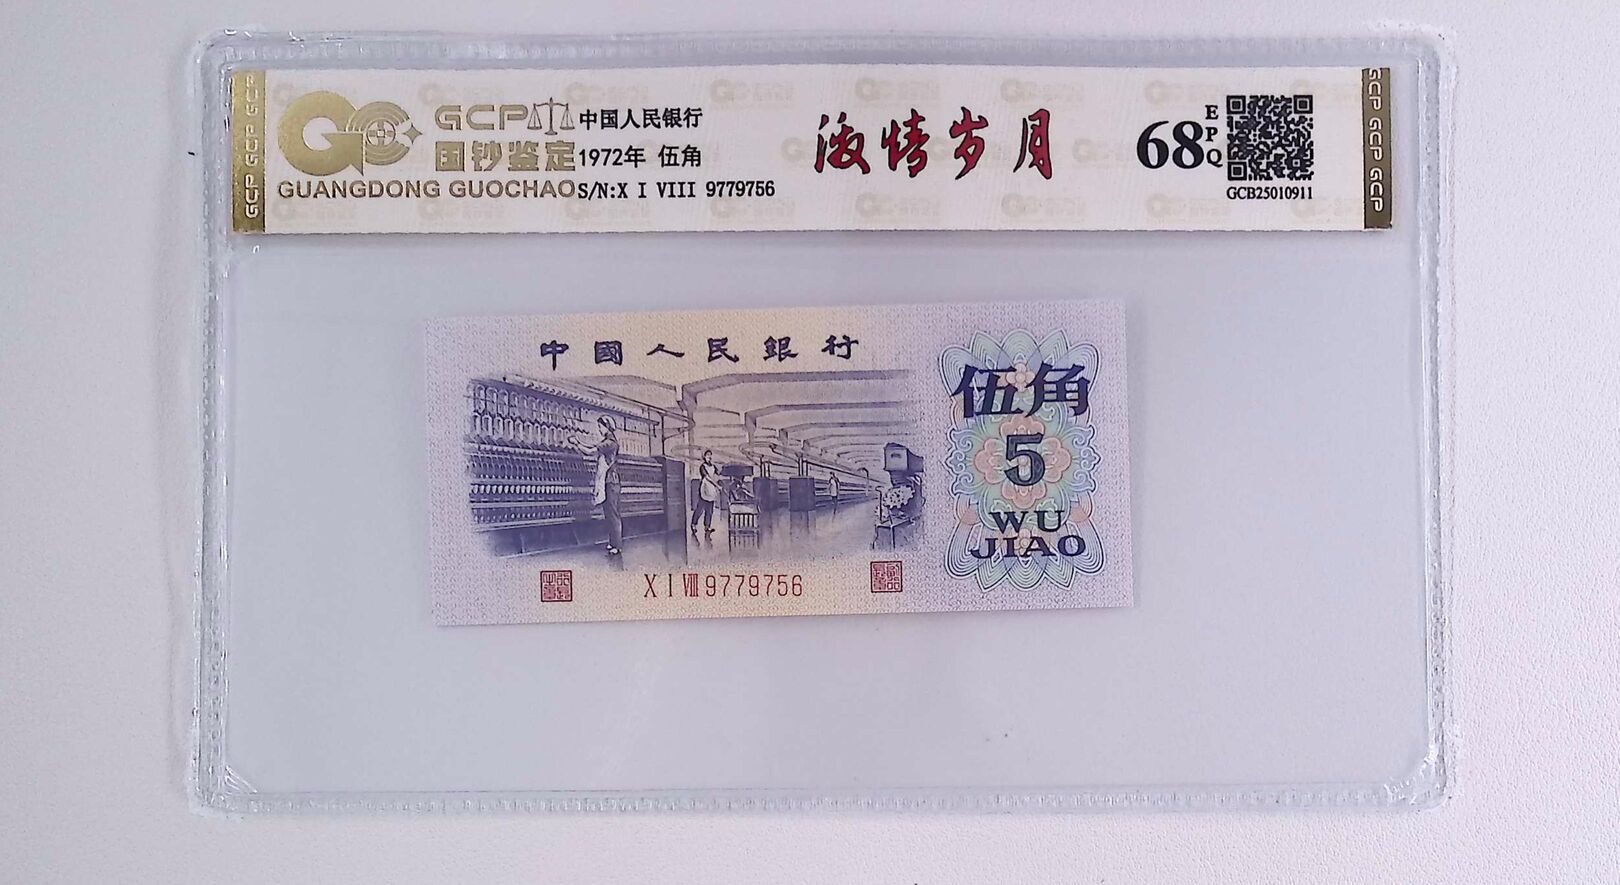 GCP GCP GCP
GCP
国钞鉴定
GUANGDONG GUOCHAO
中国人民银行
1972年 伍角
S/N:X I VIII 9779756
激情岁月
68
EPQ
GCB25010911
GCP GCP GCP
中國人民銀行
伍角
5
WU
JIAO
X I VIII 9779756